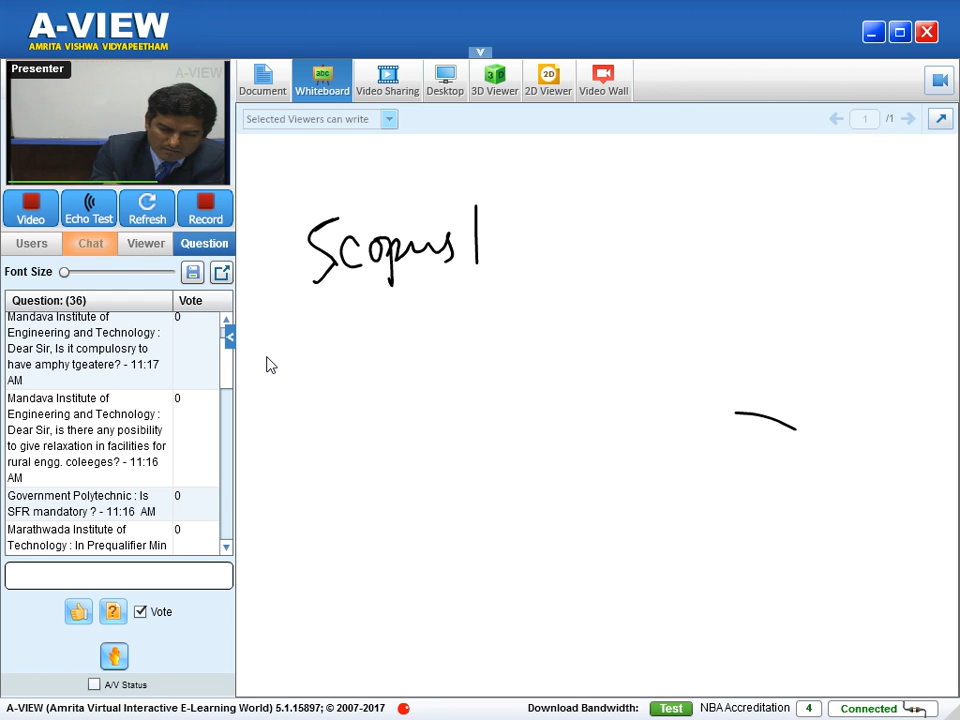 A-VIEW
AMRITA VISHWA VIDYAPEETHAM
Presenter
A-VIEW
Document
Whiteboard
Video Sharing
Desktop
3D Viewer
2D Viewer
Video Wall
Selected Viewers can write
1 /1
Video
Echo Test
Refresh
Record
Users
Chat
Viewer
Question
Font Size
Question: (36) Vote
Mandava Institute of 0
Engineering and Technology :
Dear Sir, Is it compulosry to
have amphy tgeatere? - 11:17
AM
Mandava Institute of 0
Engineering and Technology :
Dear Sir, is there any posibility
to give relaxation in facilities for
rural engg. coleeges? - 11:16
AM
Government Polytechnic : Is 0
SFR mandatory ? - 11:16 AM
Marathwada Institute of 0
Technology : In Prequalifier Min
Vote
A/V Status
Scopus |
A-VIEW (Amrita Virtual Interactive E-Learning World) 5.1.15897; © 2007-2017
Download Bandwidth: Test NBA Accreditation 4 Connected